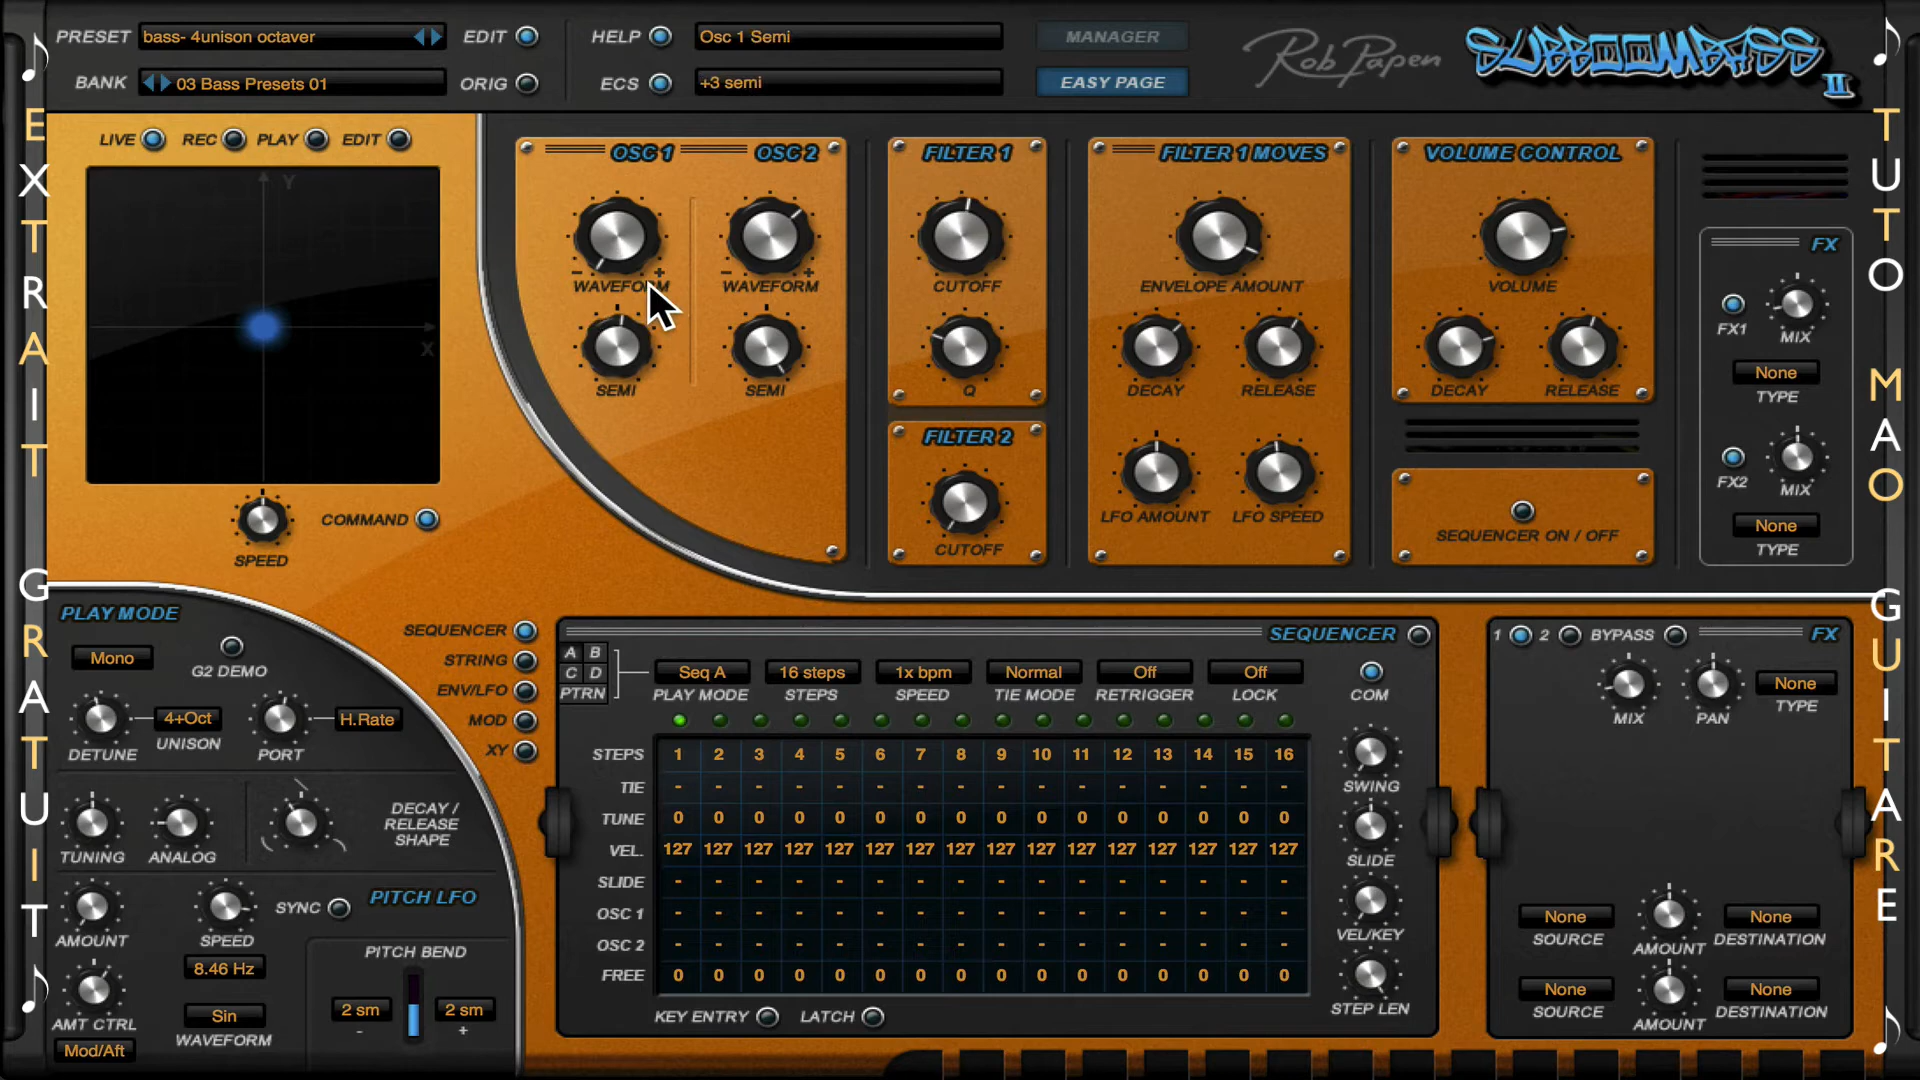 PRESET bass- 4unison octaver EDIT HELP Osc 1 Semi MANAGER
Rob Papen
SUBBOOMBASS II
BANK 03 Bass Presets 01 ORIG ECS +3 semi EASY PAGE
EXTRAIT GRATUIT
TUTO MAO GUITARE
LIVE REC PLAY EDIT
Y
X
SPEED COMMAND
OSC 1 OSC 2
- + - +
WAVEFORM WAVEFORM
SEMI SEMI
FILTER 1
CUTOFF
Q
FILTER 2
CUTOFF
FILTER 1 MOVES
ENVELOPE AMOUNT
DECAY RELEASE
LFO AMOUNT LFO SPEED
VOLUME CONTROL
VOLUME
DECAY RELEASE
SEQUENCER ON / OFF
FX
FX1 MIX
None
TYPE
FX2 MIX
None
TYPE
PLAY MODE
Mono G2 DEMO
4+Oct H.Rate
DETUNE UNISON PORT
TUNING ANALOG DECAY / RELEASE SHAPE
SYNC PITCH LFO
AMOUNT SPEED
8.46 Hz
AMT CTRL Sin
Mod/Aft WAVEFORM
PITCH BEND
2 sm 2 sm
- +
SEQUENCER
STRING
ENV/LFO
MOD
XY
SEQUENCER
A B
C D
PTRN
Seq A 16 steps 1x bpm Normal Off Off
PLAY MODE STEPS SPEED TIE MODE RETRIGGER LOCK COM
STEPS 1 2 3 4 5 6 7 8 9 10 11 12 13 14 15 16
TIE - - - - - - - - - - - - - - - -
TUNE 0 0 0 0 0 0 0 0 0 0 0 0 0 0 0 0
VEL. 127 127 127 127 127 127 127 127 127 127 127 127 127 127 127 127
SLIDE - - - - - - - - - - - - - - - -
OSC 1 - - - - - - - - - - - - - - - -
OSC 2 - - - - - - - - - - - - - - - -
FREE 0 0 0 0 0 0 0 0 0 0 0 0 0 0 0 0
KEY ENTRY LATCH
SWING
SLIDE
VEL/KEY
STEP LEN
1 2 BYPASS FX
None
MIX PAN TYPE
None None
SOURCE AMOUNT DESTINATION
None None
SOURCE AMOUNT DESTINATION